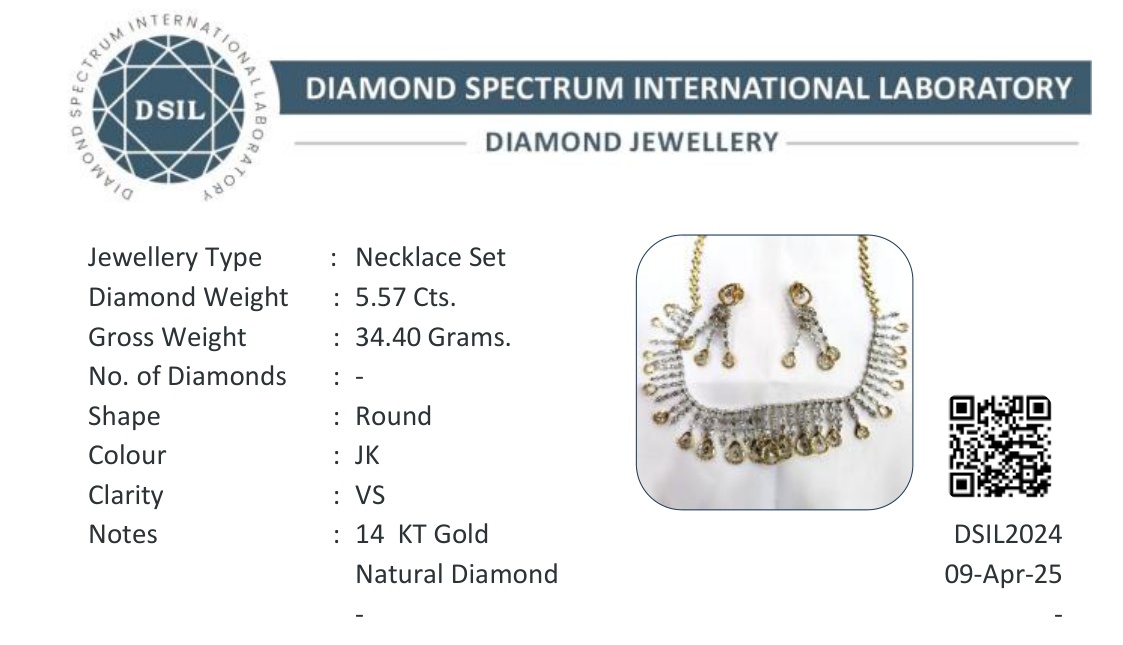 DIAMOND SPECTRUM INTERNATIONAL LABORATORY
DSIL
DIAMOND SPECTRUM INTERNATIONAL LABORATORY
DIAMOND JEWELLERY
Jewellery Type : Necklace Set
Diamond Weight : 5.57 Cts.
Gross Weight : 34.40 Grams.
No. of Diamonds : -
Shape : Round
Colour : JK
Clarity : VS
Notes : 14 KT Gold
Natural Diamond
-
DSIL2024
09-Apr-25
-